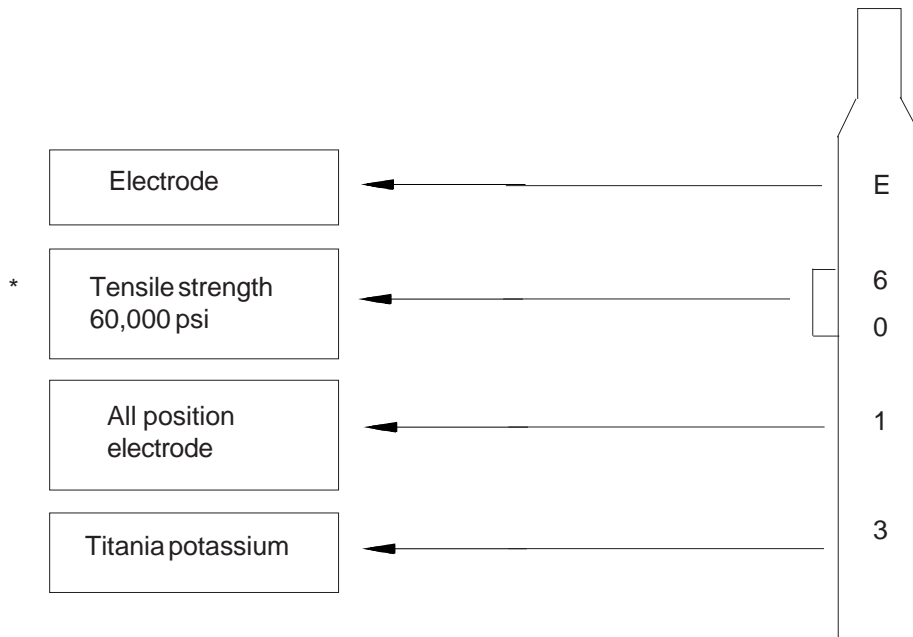 Electrode
E
*
Tensile strength
60,000 psi
6
0
All position
electrode
1
Titania potassium
3